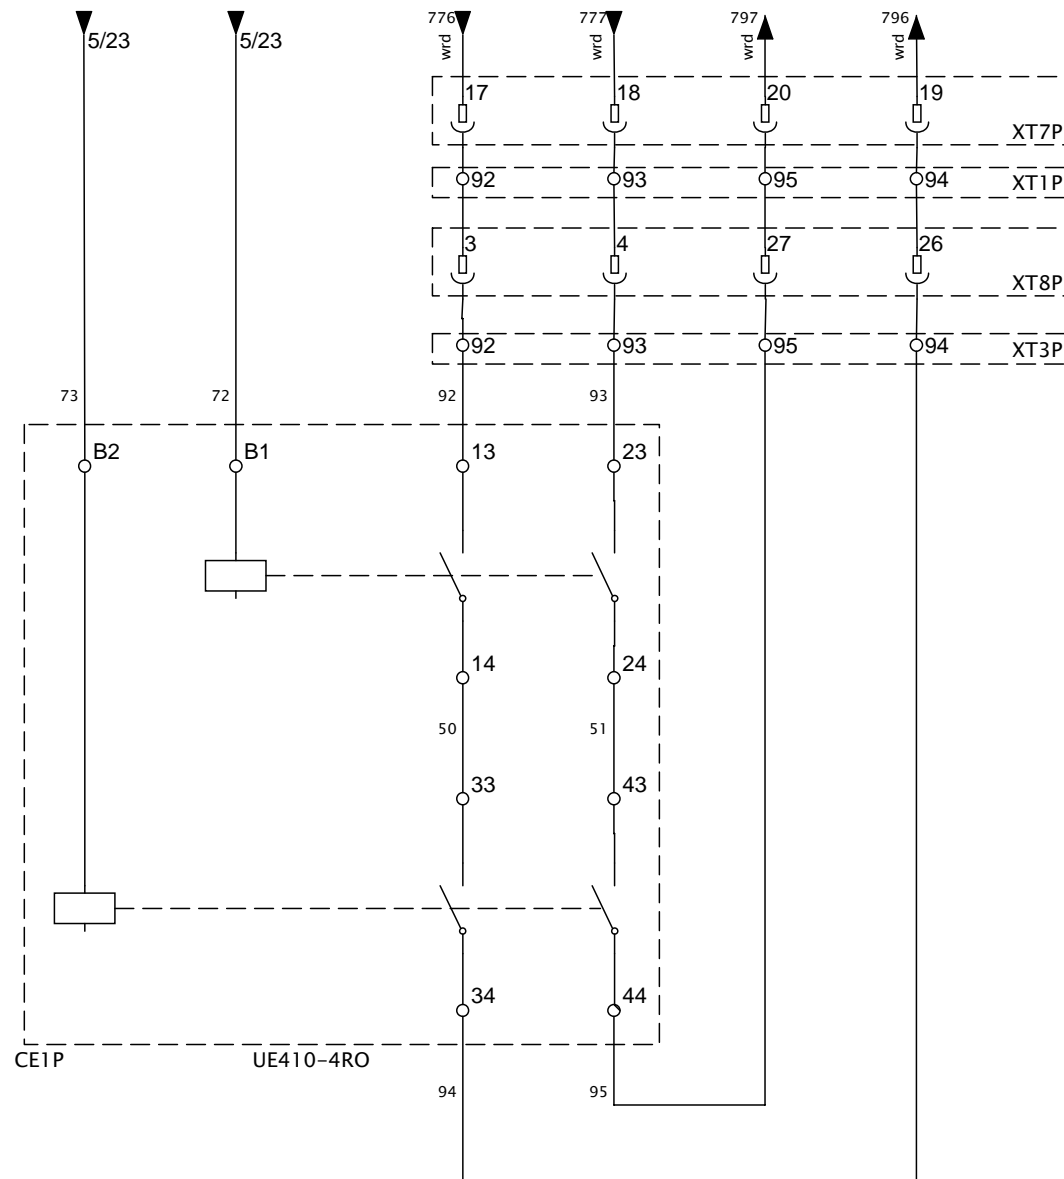 776 777 797 796
5/23 5/23 wrd wrd wrd wrd
17 18 20 19
XT7P
92 93 95 94 XT1P
3 4 27 26
XT8P
92 93 95 94 XT3P
73 72 92 93
B2 B1 13 23
14 24
50 51
33 43
34 44
CE1P UE410-4RO
94 95